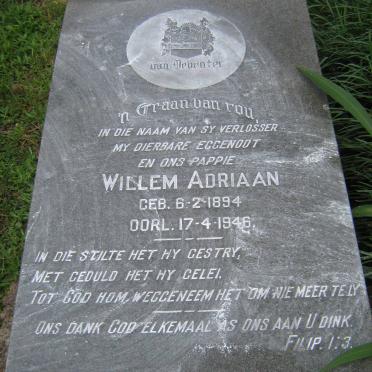 van Deventer
'n Traan van rou,
IN DIE NAAM VAN SY VERLOSSER
MY DIERBARE EGGENOOT
EN ONS PAPPIE
WILLEM ADRIAAN
GEB. 6-2-1894
OORL. 17-4-1946
IN DIE STILTE HET HY GESTRY,
MET GEDULD HET HY GELEI.
TOT GOD HOM WEGGENEEM HET OM NIE MEER TE LY
ONS DANK GOD ELKEMAAL AS ONS AAN U DINK.
FILIP. 1:3.